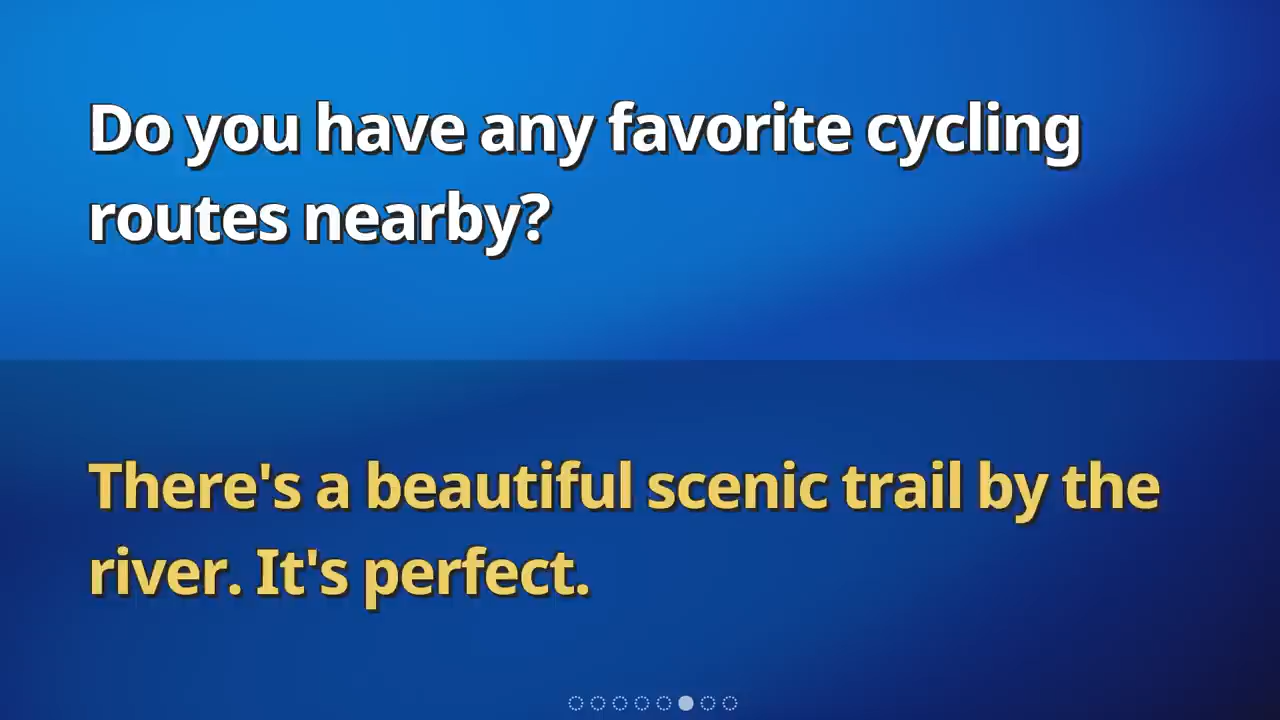 Do you have any favorite cycling
routes nearby?
There's a beautiful scenic trail by the
river. It's perfect.